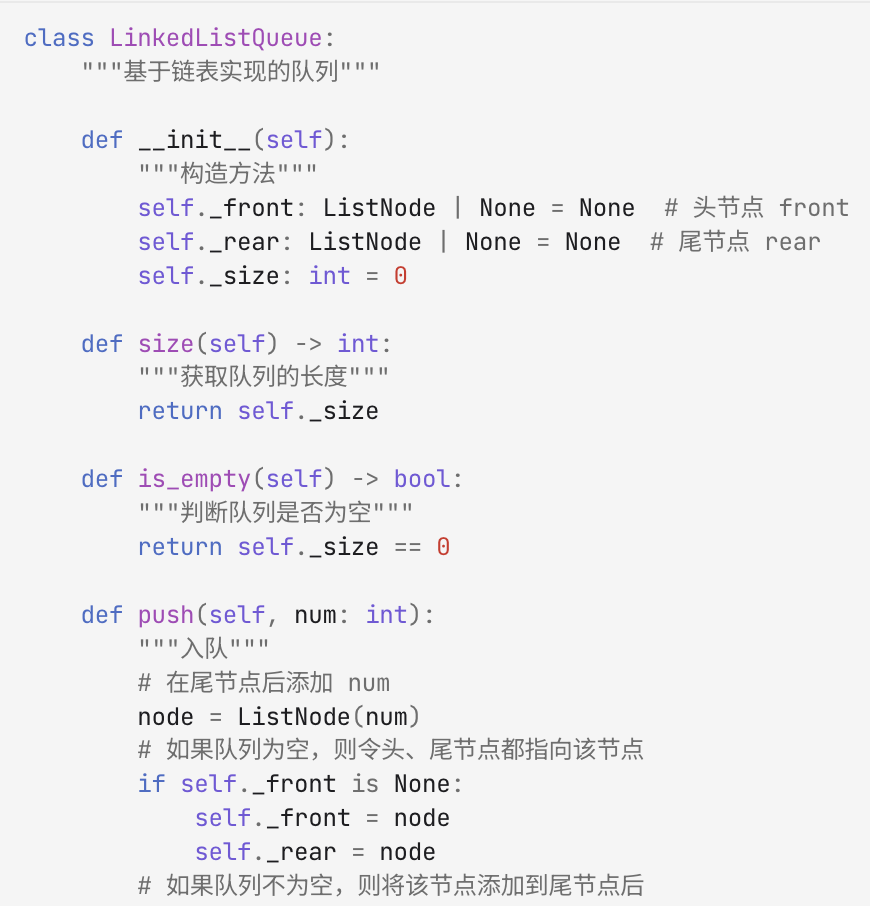 class LinkedListQueue:
    """基于链表实现的队列"""

    def __init__(self):
        """构造方法"""
        self._front: ListNode | None = None  # 头节点 front
        self._rear: ListNode | None = None  # 尾节点 rear
        self._size: int = 0

    def size(self) -> int:
        """获取队列的长度"""
        return self._size

    def is_empty(self) -> bool:
        """判断队列是否为空"""
        return self._size == 0

    def push(self, num: int):
        """入队"""
        # 在尾节点后添加 num
        node = ListNode(num)
        # 如果队列为空，则令头、尾节点都指向该节点
        if self._front is None:
            self._front = node
            self._rear = node
        # 如果队列不为空，则将该节点添加到尾节点后